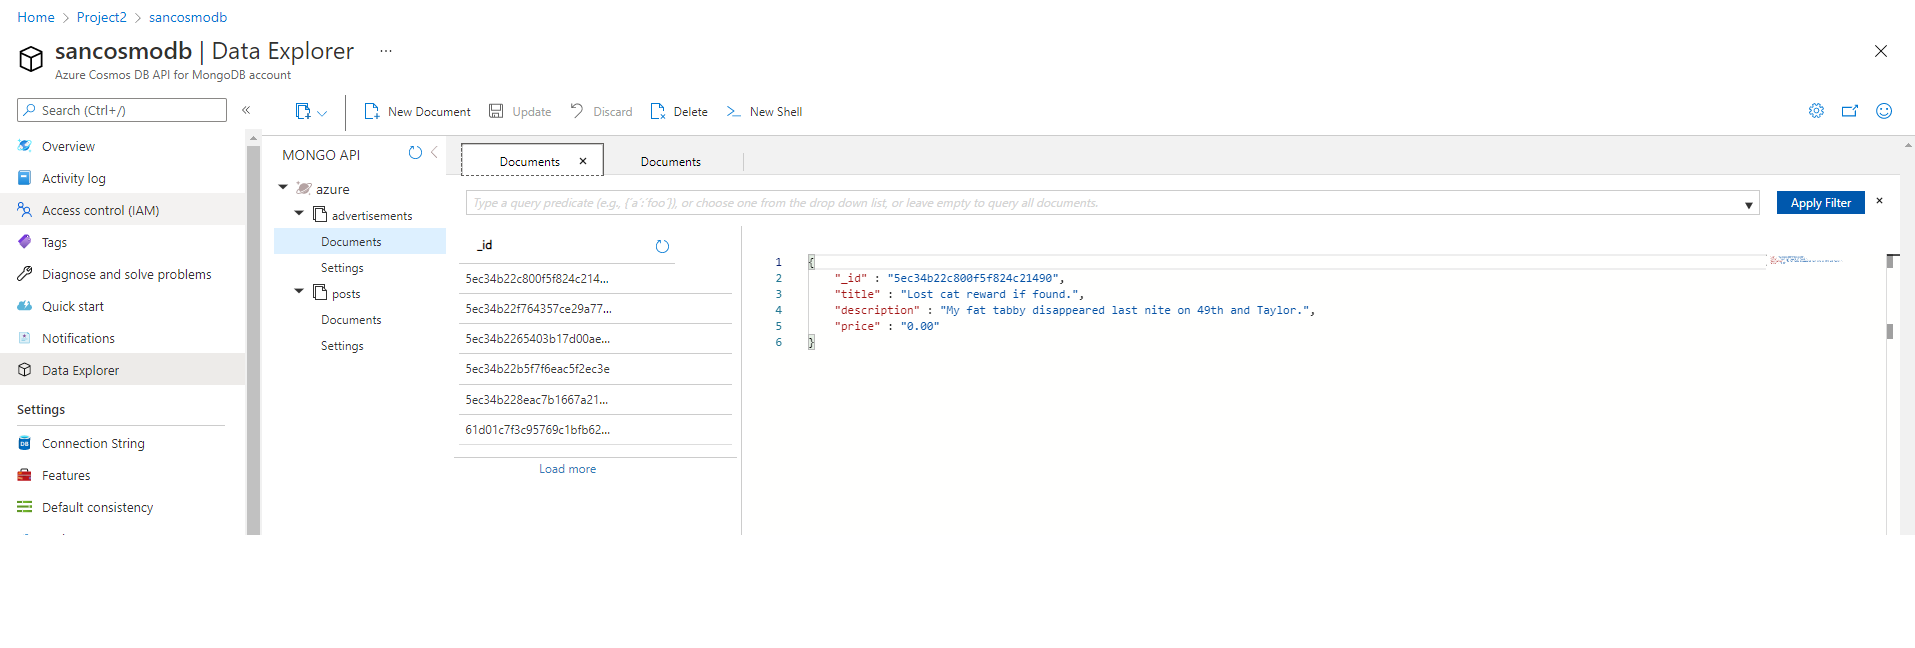 Home > Project2 > sancosmodb
sancosmodb | Data Explorer ...
Azure Cosmos DB API for MongoDB account
Search (Ctrl+/)
«
New Document
Update
Discard
Delete
New Shell
Overview
Activity log
Access control (IAM)
Tags
Diagnose and solve problems
Quick start
Notifications
Data Explorer
Settings
Connection String
Features
Default consistency
MONGO API
azure
advertisements
Documents
Settings
posts
Documents
Settings
Documents
Documents
Type a query predicate (e.g., {´a´:´foo´}), or choose one from the drop down list, or leave empty to query all documents.
Apply Filter
_id
5ec34b22c800f5f824c214...
5ec34b22f764357ce29a77...
5ec34b2265403b17d00ae...
5ec34b22b5f7f6eac5f2ec3e
5ec34b228eac7b1667a21...
61d01c7f3c95769c1bfb62...
Load more
1 {
2 "_id" : "5ec34b22c800f5f824c21490",
3 "title" : "Lost cat reward if found.",
4 "description" : "My fat tabby disappeared last nite on 49th and Taylor.",
5 "price" : "0.00"
6 }